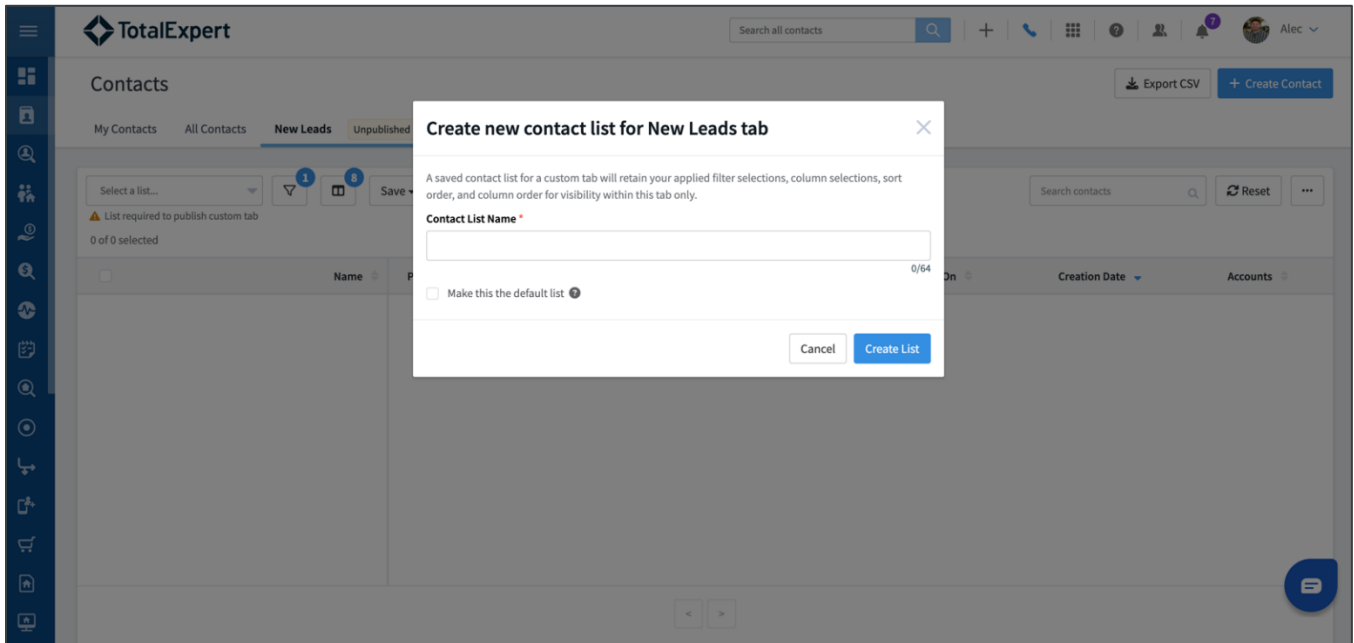 TotalExpert
Search all contacts
7
Alec
Contacts
Export CSV
+ Create Contact
My Contacts
All Contacts
New Leads
Unpublished
Create new contact list for New Leads tab
A saved contact list for a custom tab will retain your applied filter selections, column selections, sort
order, and column order for visibility within this tab only.
Contact List Name *
0/64
Make this the default list
Cancel
Create List
Select a list...
1
8
Save
Search contacts
Reset
List required to publish custom tab
0 of 0 selected
Name
P
On
Creation Date
Accounts
<
>